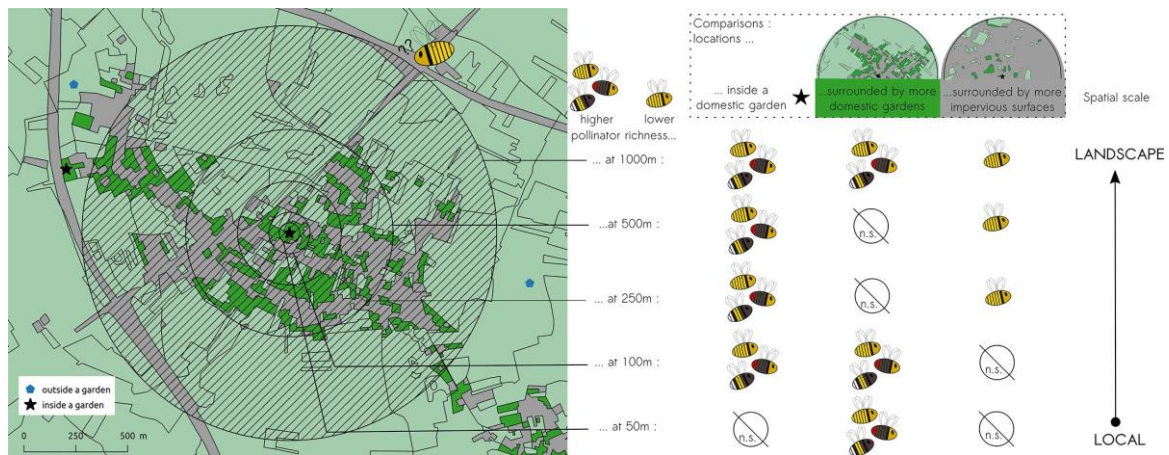 outside a garden
inside a garden
0 250 500 m
higher
lower
pollinator richness...
... at 1000m :
...at 500m :
... at 250m :
... at 100m :
... at 50m :
Comparisons :
locations ...
... inside a
domestic garden
...surrounded by more
domestic gardens
...surrounded by more
impervious surfaces
Spatial scale
LANDSCAPE
n.s.
n.s.
n.s.
n.s.
n.s.
LOCAL